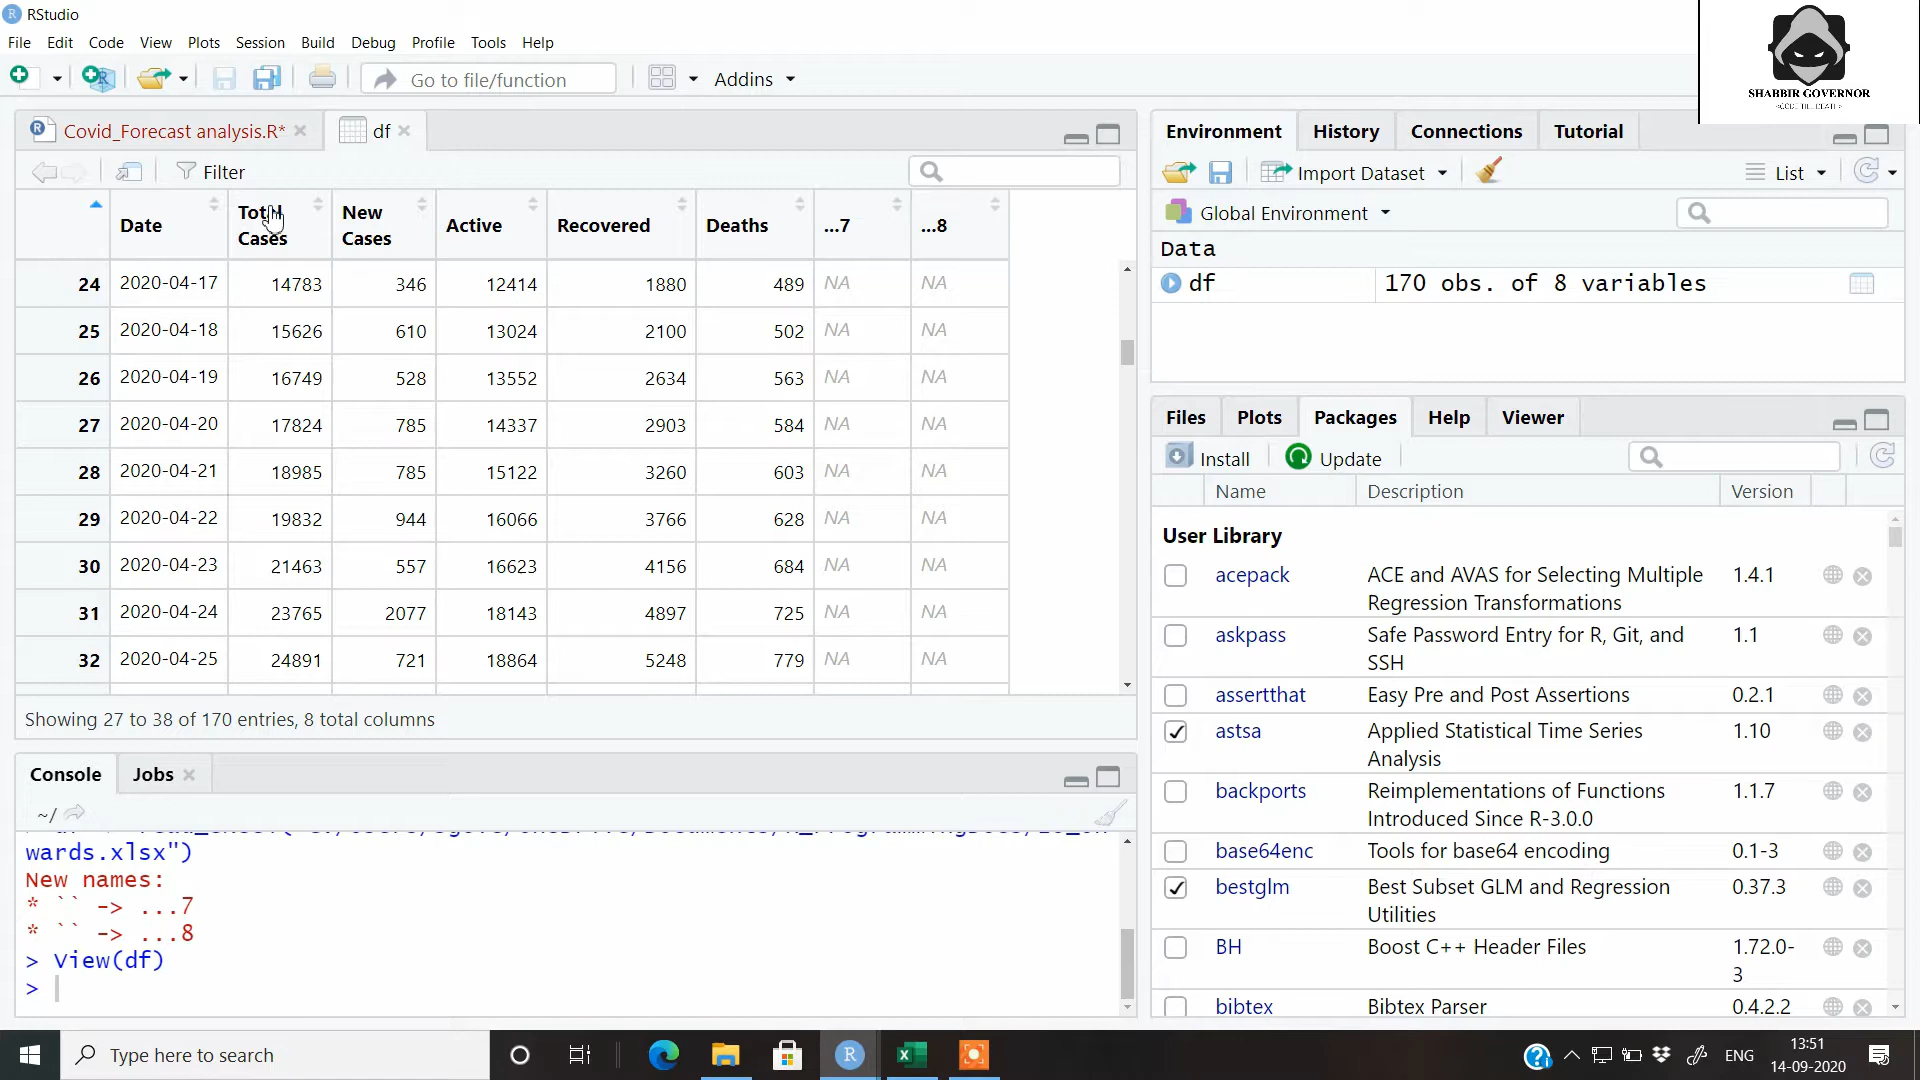 RStudio
File Edit Code View Plots Session Build Debug Profile Tools Help
Go to file/function Addins
SHABBIR GOVERNOR
Covid_Forecast analysis.R* df
Filter
Date Total Cases New Cases Active Recovered Deaths ...7 ...8
24 2020-04-17 14783 346 12414 1880 489 NA NA
25 2020-04-18 15626 610 13024 2100 502 NA NA
26 2020-04-19 16749 528 13552 2634 563 NA NA
27 2020-04-20 17824 785 14337 2903 584 NA NA
28 2020-04-21 18985 785 15122 3260 603 NA NA
29 2020-04-22 19832 944 16066 3766 628 NA NA
30 2020-04-23 21463 557 16623 4156 684 NA NA
31 2020-04-24 23765 2077 18143 4897 725 NA NA
32 2020-04-25 24891 721 18864 5248 779 NA NA
Showing 27 to 38 of 170 entries, 8 total columns
Console Jobs
~/
wards.xlsx")
New names:
* `` -> ...7
* `` -> ...8
> View(df)
>
Environment History Connections Tutorial
Import Dataset List
Global Environment
Data
df 170 obs. of 8 variables
Files Plots Packages Help Viewer
Install Update
Name Description Version
User Library
acepack ACE and AVAS for Selecting Multiple Regression Transformations 1.4.1
askpass Safe Password Entry for R, Git, and SSH 1.1
assertthat Easy Pre and Post Assertions 0.2.1
astsa Applied Statistical Time Series Analysis 1.10
backports Reimplementations of Functions Introduced Since R-3.0.0 1.1.7
base64enc Tools for base64 encoding 0.1-3
bestglm Best Subset GLM and Regression Utilities 0.37.3
BH Boost C++ Header Files 1.72.0-3
bibtex Bibtex Parser 0.4.2.2
Type here to search
ENG
13:51
14-09-2020